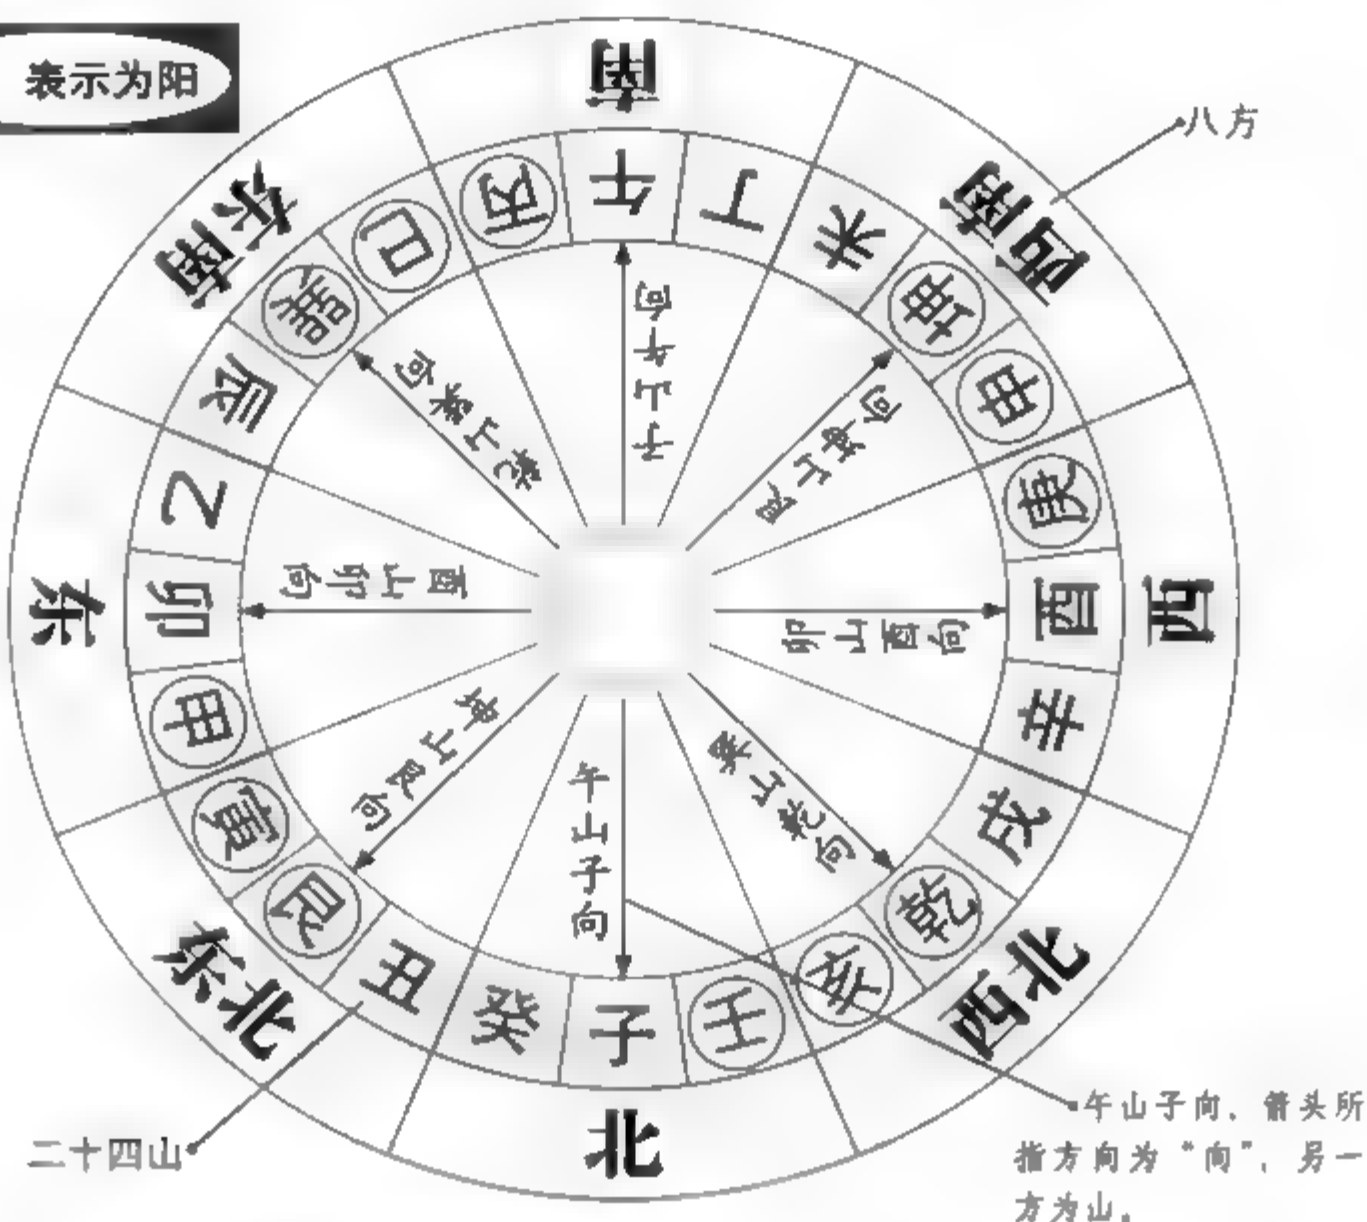 表示为阳
八方
南
西南
西
西北
北
东北
东
东南
午
丁
未
坤
申
庚
酉
辛
戌
乾
亥
壬
子
癸
丑
艮
寅
甲
卯
乙
辰
巽
巳
丙
子山午向
艮山坤向
卯山酉向
巽山乾向
午山子向
坤山艮向
酉山卯向
乾山巽向
二十四山
午山子向，箭头所
指方向为“向”，另一
方为山。